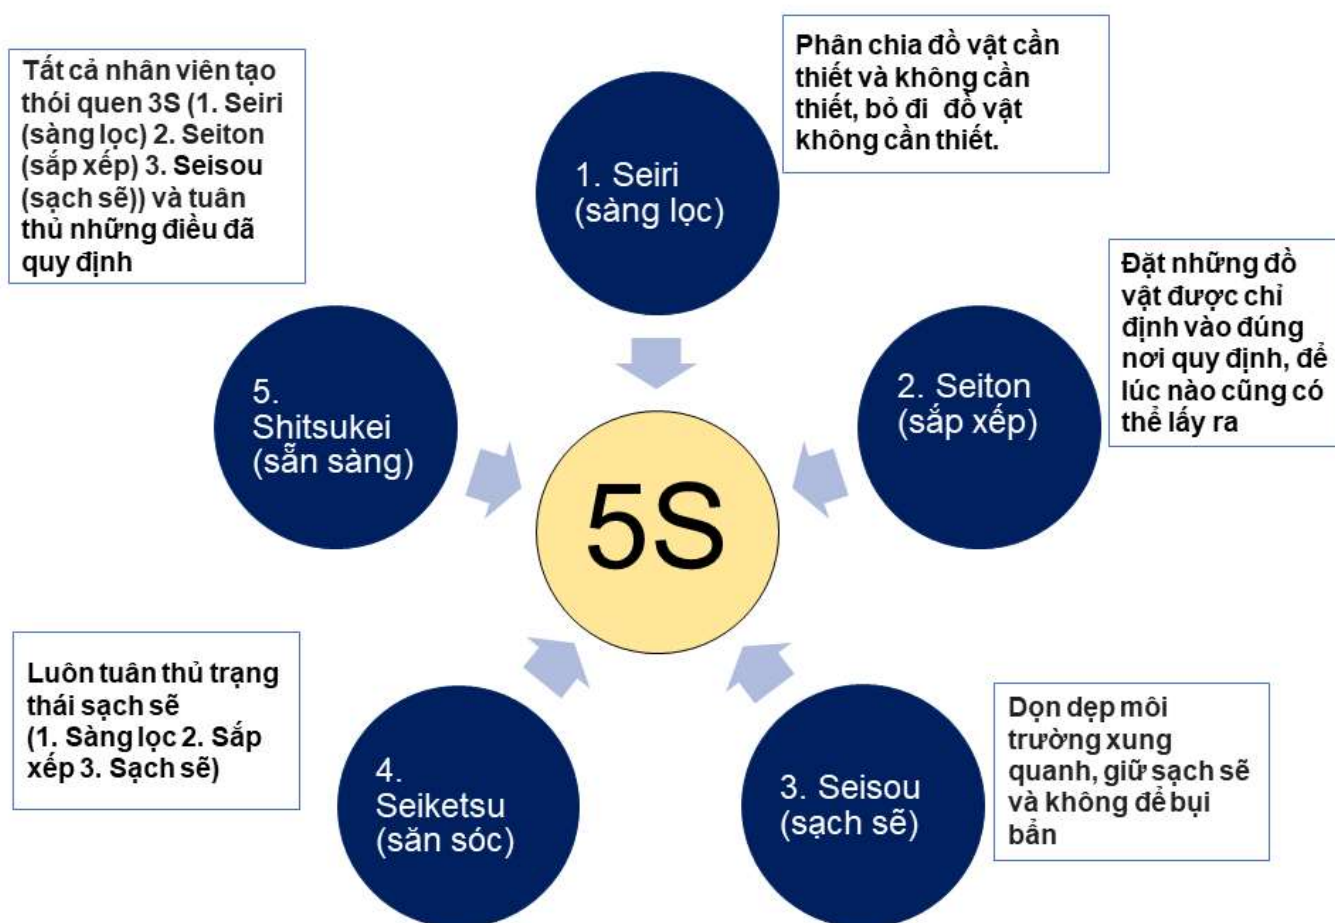 Phân chia đồ vật cần
thiết và không cần
thiết, bỏ đi đồ vật
không cần thiết.
1. Seiri
(sàng lọc)
Đặt những đồ
vật được chỉ
định vào đúng
nơi quy định, để
lúc nào cũng có
thể lấy ra
2. Seiton
(sắp xếp)
Dọn dẹp môi
trường xung
quanh, giữ sạch sẽ
và không để bụi
bẩn
3. Seisou
(sạch sẽ)
Luôn tuân thủ trạng
thái sạch sẽ
(1. Sàng lọc 2. Sắp
xếp 3. Sạch sẽ)
4.
Seiketsu
(săn sóc)
Tất cả nhân viên tạo
thói quen 3S (1. Seiri
(sàng lọc) 2. Seiton
(sắp xếp) 3. Seisou
(sạch sẽ)) và tuân
thủ những điều đã
quy định
5.
Shitsukei
(sẵn sàng)
5S